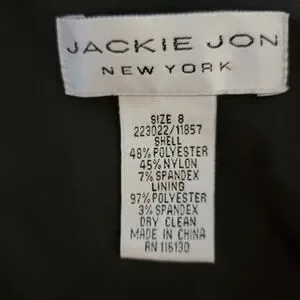 JACKIE JON
NEW YORK
SIZE 8
223022/11857
SHELL
48% POLYESTER
45% NYLON
7% SPANDEX
LINING
97% POLYESTER
3% SPANDEX
DRY CLEAN
MADE IN CHINA
RN 116130